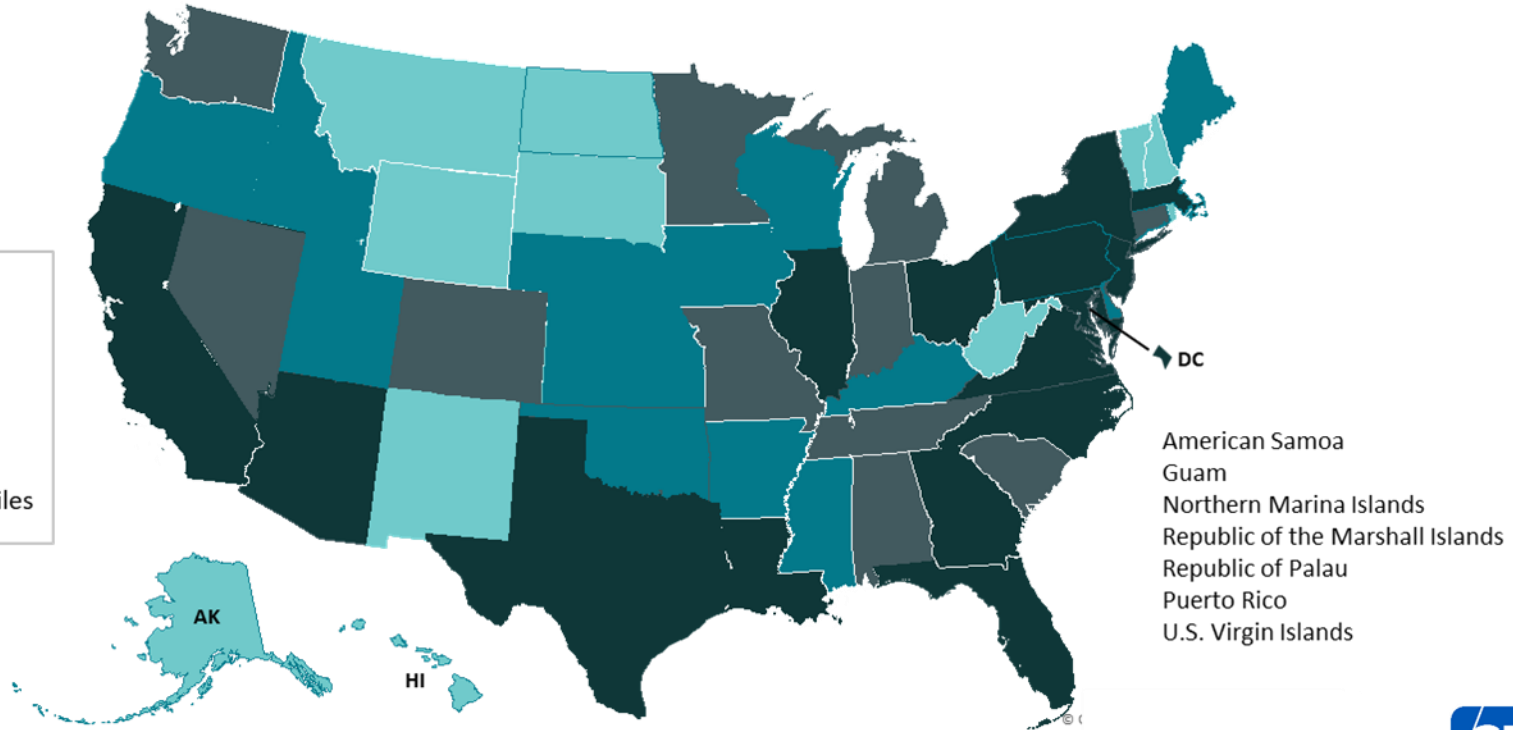 iles
DC
American Samoa
Guam
Northern Marina Islands
Republic of the Marshall Islands
Republic of Palau
Puerto Rico
U.S. Virgin Islands
AK
HI
©